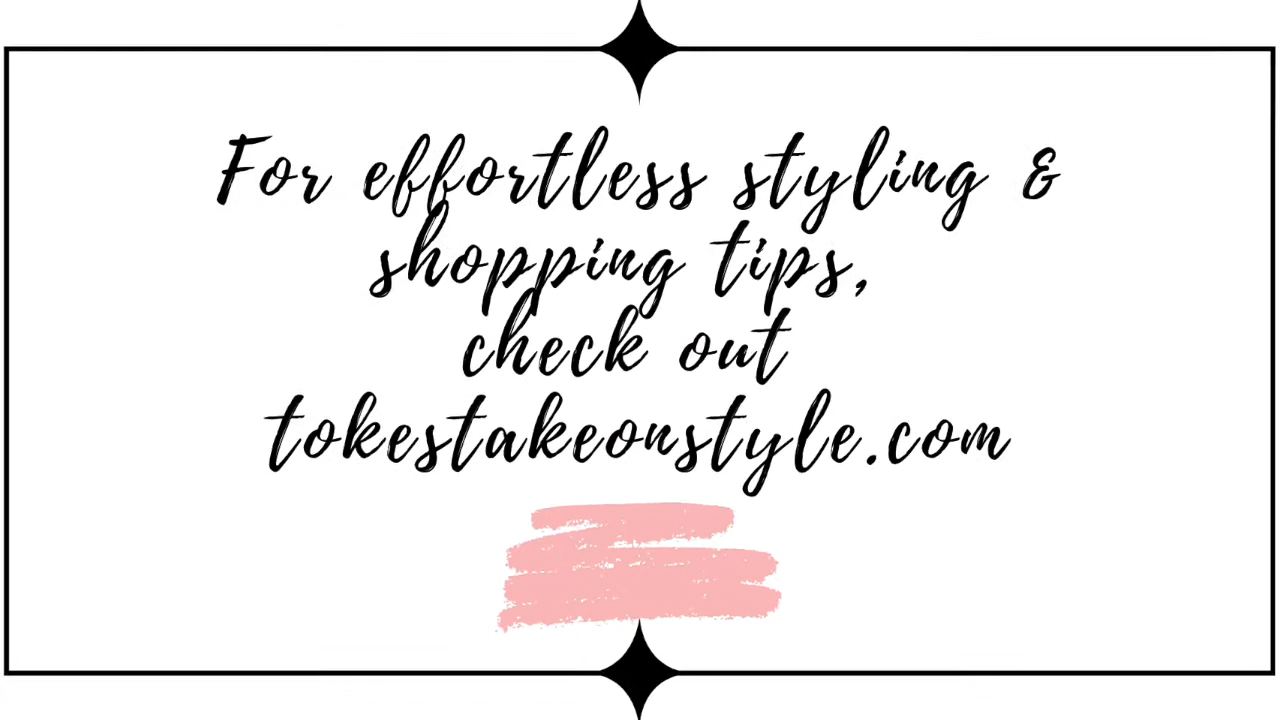 For effortless styling &
shopping tips,
check out
tokestakeonstyle.com